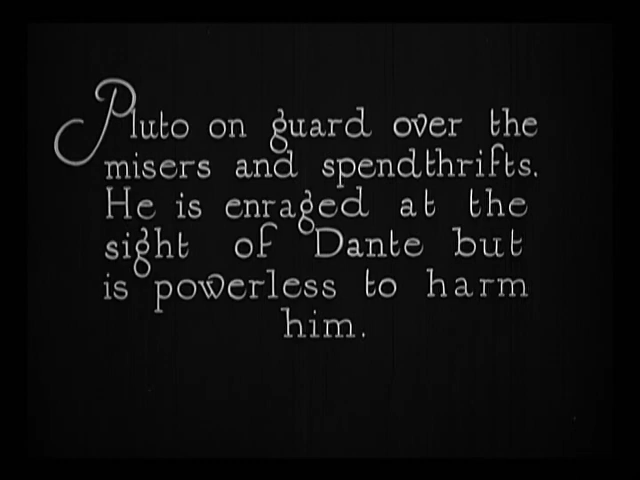 Pluto on guard over the
misers and spendthrifts.
He is enraged at the
sight of Dante but
is powerless to harm
him.